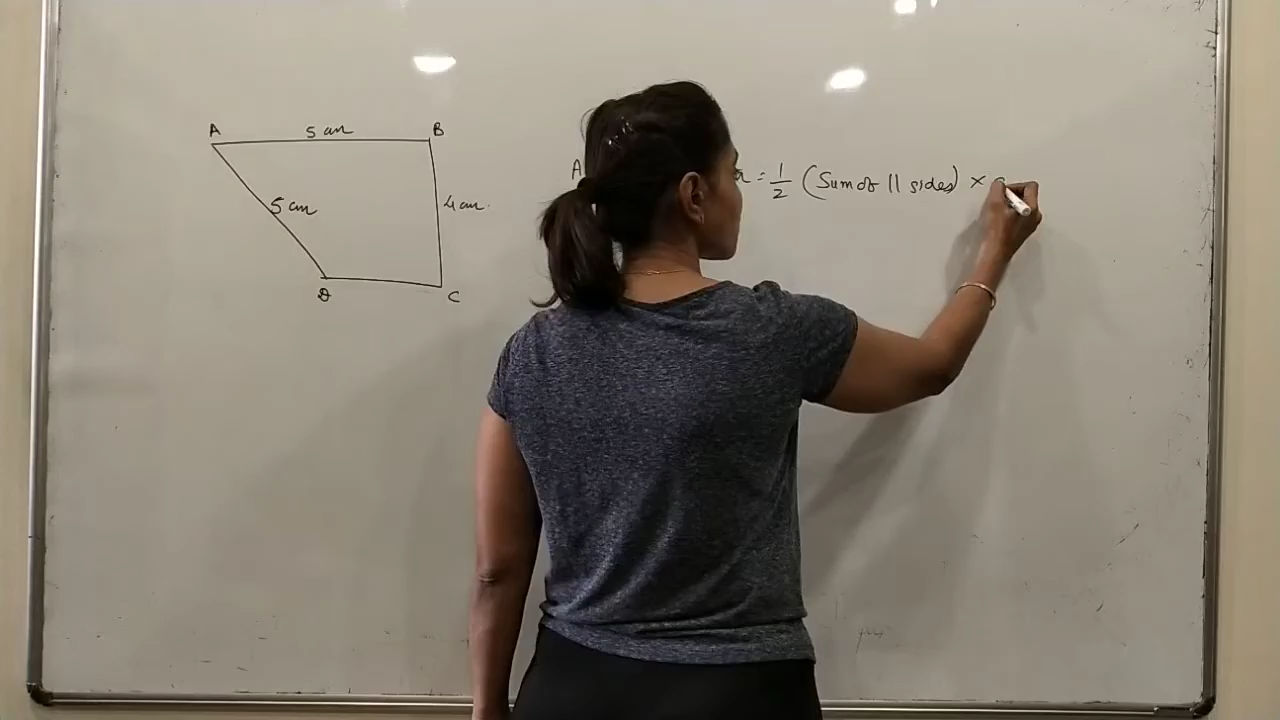 A 5 cm B
5 cm
4 cm.
D C
A
= 1/2 (Sum of || sides) ×